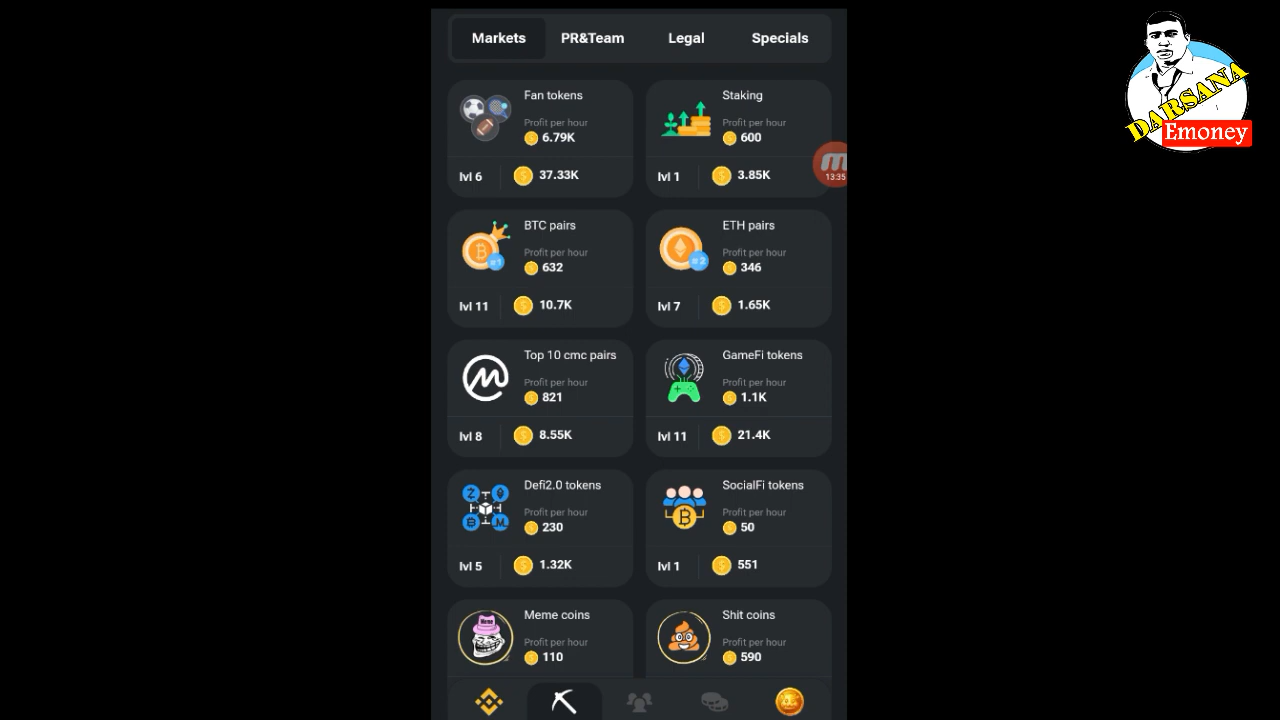 Markets PR&Team Legal Specials
DARSANA
Emoney
Fan tokens
Profit per hour
6.79K
lvl 6 37.33K
Staking
Profit per hour
600
lvl 1 3.85K
13:35
BTC pairs
Profit per hour
632
lvl 11 10.7K
ETH pairs
Profit per hour
346
lvl 7 1.65K
Top 10 cmc pairs
Profit per hour
821
lvl 8 8.55K
GameFi tokens
Profit per hour
1.1K
lvl 11 21.4K
Defi2.0 tokens
Profit per hour
230
lvl 5 1.32K
SocialFi tokens
Profit per hour
50
lvl 1 551
Meme coins
Profit per hour
110
Shit coins
Profit per hour
590